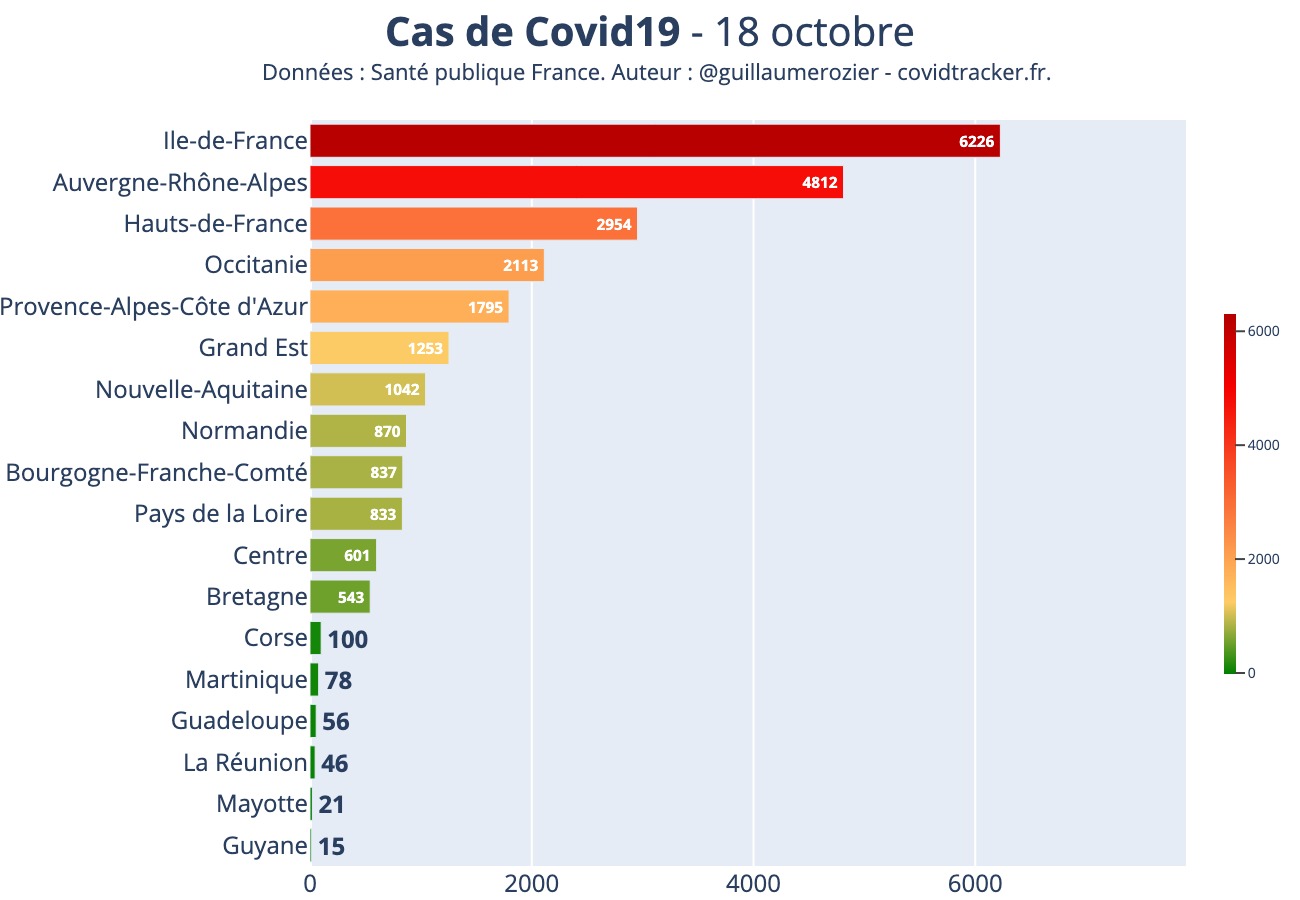 Cas de Covid19 - 18 octobre
Données : Santé publique France. Auteur : @guillaumerozier - covidtracker.fr.
Ile-de-France 6226
Auvergne-Rhône-Alpes 4812
Hauts-de-France 2954
Occitanie 2113
Provence-Alpes-Côte d'Azur 1795
Grand Est 1253
Nouvelle-Aquitaine 1042
Normandie 870
Bourgogne-Franche-Comté 837
Pays de la Loire 833
Centre 601
Bretagne 543
Corse 100
Martinique 78
Guadeloupe 56
La Réunion 46
Mayotte 21
Guyane 15
0 2000 4000 6000
6000
4000
2000
0